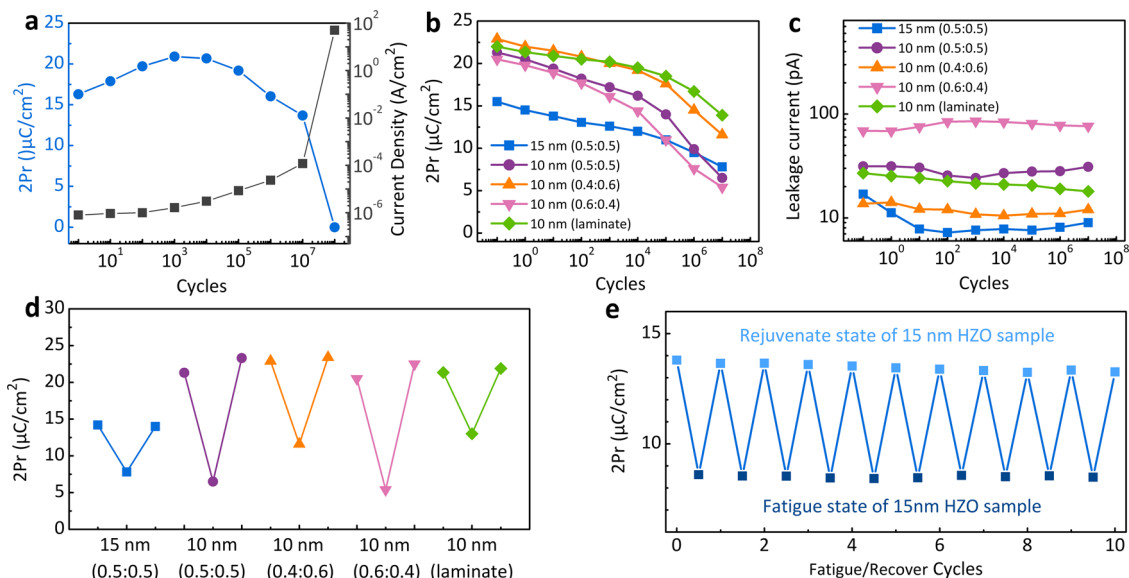 a
2Pr ()μC/cm²)
25
20
15
10
5
0
10¹
10³
10⁵
10⁷
Cycles
10²
10⁰
10⁻²
10⁻⁴
10⁻⁶
Current Density (A/cm²)
b
2Pr (μC/cm²)
25
20
15
10
5
0
15 nm (0.5:0.5)
10 nm (0.5:0.5)
10 nm (0.4:0.6)
10 nm (0.6:0.4)
10 nm (laminate)
10⁰
10²
10⁴
10⁶
10⁸
Cycles
c
Leakage current (pA)
100
10
15 nm (0.5:0.5)
10 nm (0.5:0.5)
10 nm (0.4:0.6)
10 nm (0.6:0.4)
10 nm (laminate)
10⁰
10²
10⁴
10⁶
10⁸
Cycles
d
2Pr (μC/cm²)
30
25
20
15
10
5
0
15 nm
(0.5:0.5)
10 nm
(0.5:0.5)
10 nm
(0.4:0.6)
10 nm
(0.6:0.4)
10 nm
(laminate)
e
2Pr (μC/cm²)
15
10
Rejuvenate state of 15 nm HZO sample
Fatigue state of 15nm HZO sample
0
2
4
6
8
10
Fatigue/Recover Cycles